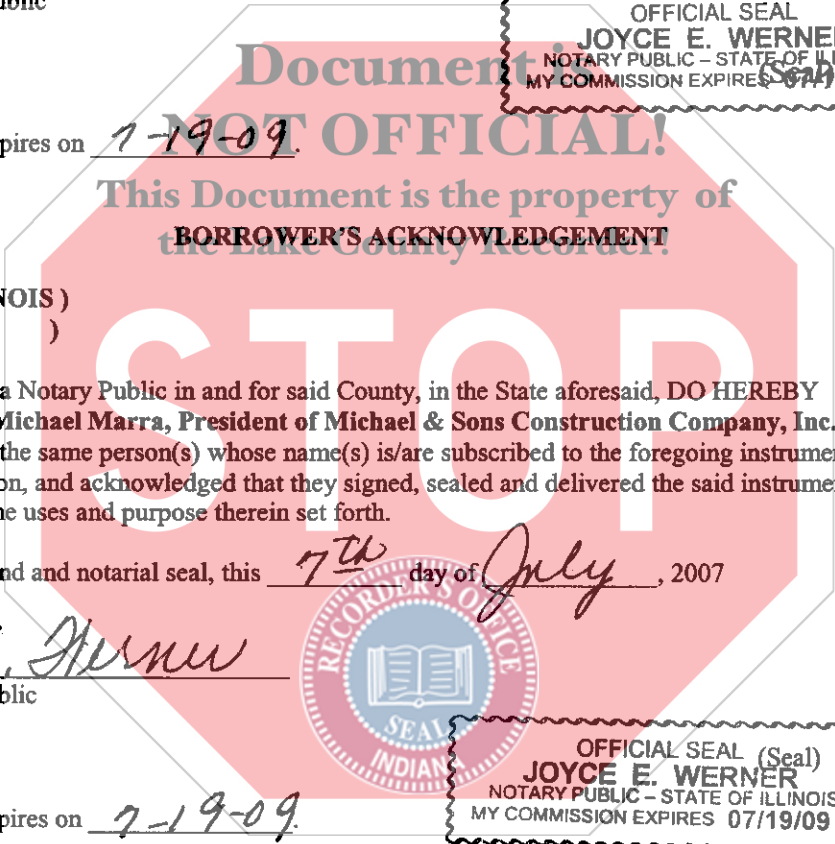 OFFICIAL SEAL
JOYCE E. WERNER
NOTARY PUBLIC – STATE OF ILL
MY COMMISSION EXPIRES 07/1
(Seal)
Document is
NOT OFFICIAL!
This Document is the property of
the Lake County Recorder!
pires on 7-19-09.
BORROWER'S ACKNOWLEDGEMENT
NOIS )
)
STOP
a Notary Public in and for said County, in the State aforesaid, DO HEREBY
Michael Marra, President of Michael & Sons Construction Company, Inc.
the same person(s) whose name(s) is/are subscribed to the foregoing instrume
on, and acknowledged that they signed, sealed and delivered the said instrume
e uses and purpose therein set forth.
nd and notarial seal, this 7th day of July, 2007
Werner
blic
RECORDER'S OFFICE
SEAL
INDIANA
OFFICIAL SEAL (Seal)
JOYCE E. WERNER
NOTARY PUBLIC – STATE OF ILLINOIS
MY COMMISSION EXPIRES 07/19/09
pires on 7-19-09.